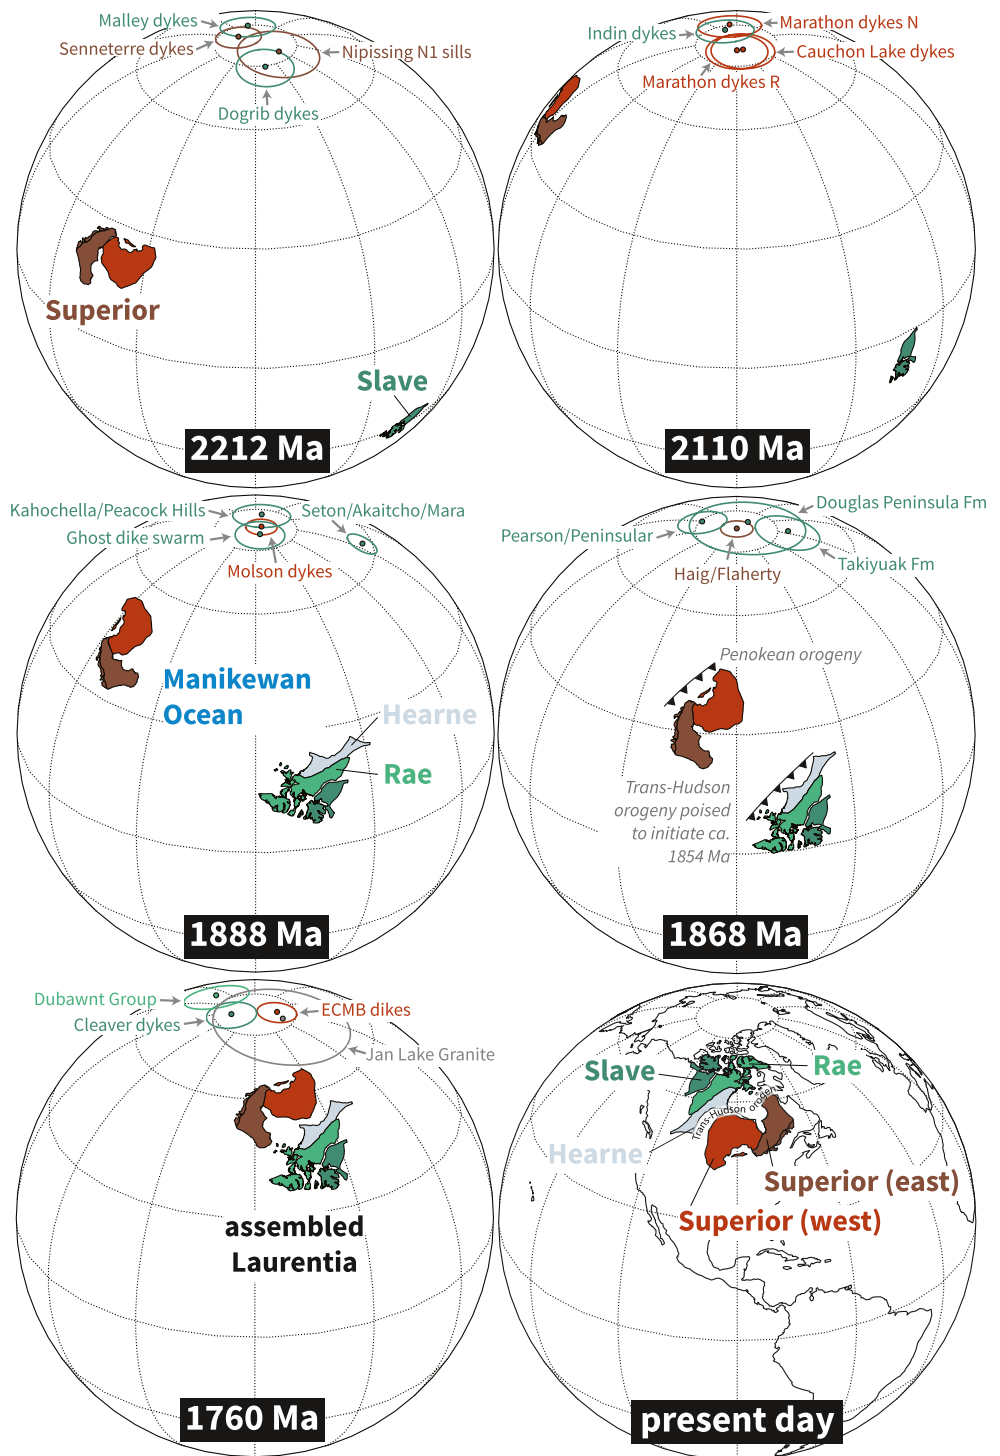 Malley dykes
Senneterre dykes
Nipissing N1 sills
Dogrib dykes
Superior
Slave
2212 Ma
Marathon dykes N
Indin dykes
Cauchon Lake dykes
Marathon dykes R
2110 Ma
Kahochella/Peacock Hills
Seton/Akaitcho/Mara
Ghost dike swarm
Molson dykes
Manikewan
Ocean
Hearne
Rae
1888 Ma
Douglas Peninsula Fm
Pearson/Peninsular
Takiyuak Fm
Haig/Flaherty
Penokean orogeny
Trans-Hudson
orogeny poised
to initiate ca.
1854 Ma
1868 Ma
Dubawnt Group
Cleaver dykes
ECMB dikes
Jan Lake Granite
assembled
Laurentia
1760 Ma
Slave
Rae
Trans-Hudson orogen
Hearne
Superior (east)
Superior (west)
present day